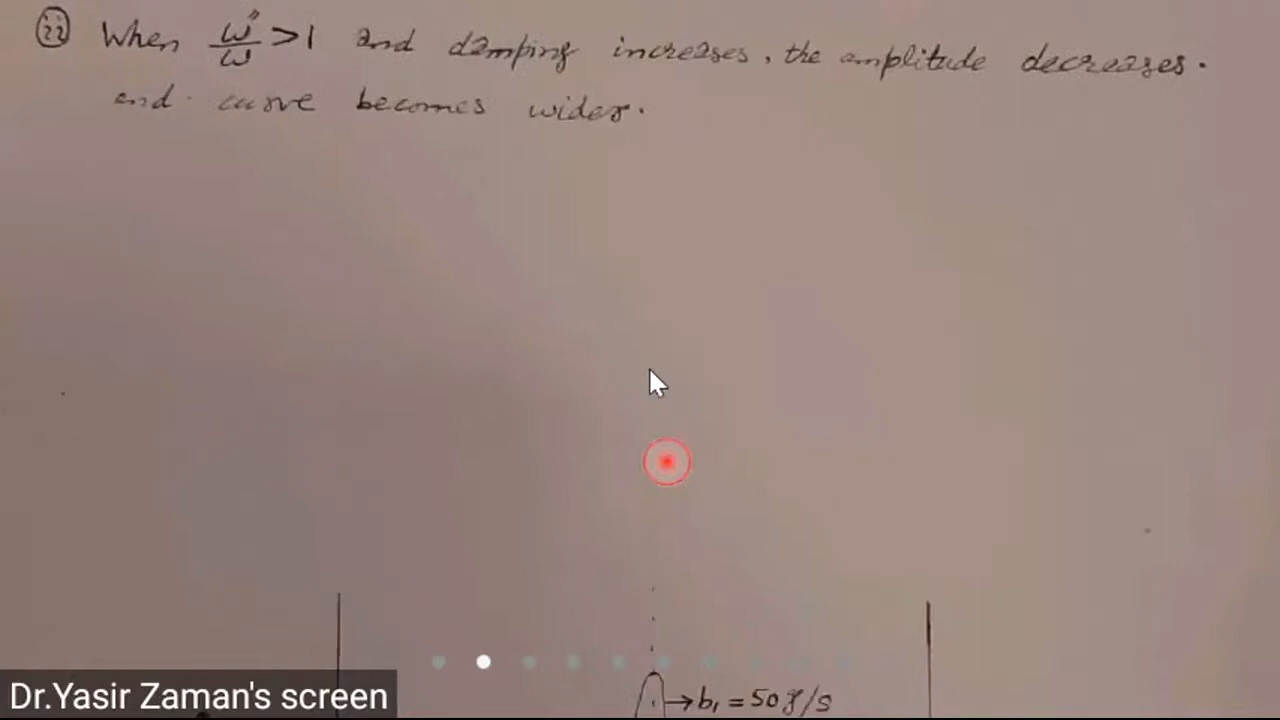 ii When ω"/ω > 1 and damping increases, the amplitude decreases.
and curve becomes wider.
→ b₁ = 50 g/s
Dr.Yasir Zaman's screen